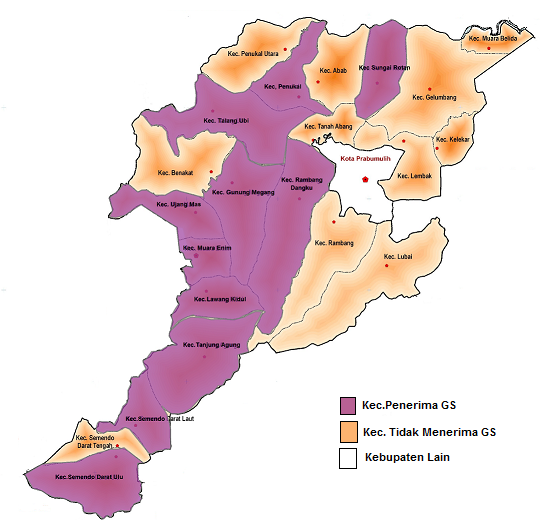 Kec. Muara Belida
Kec. Penukal Utara
Kec. Abab
Kec Sungai Rotan
Kec. Penukal
Kec. Gelumbang
Kec. Talang Ubi
Kec. Tanah Abang
Kec. Kelekar
Kota Prabumulih
Kec. Benakat
Kec. Lembak
Kec. Rambang
Dangku
Kec. Gunung Megang
Kec. Ujang Mas
Kec. Muara Enim
Kec. Rambang
Kec. Lubai
Kec.Lawang Kidul
Kec.Tanjung Agung
Kec.Semendo Darat Laut
Kec. Semendo
Darat Tengah
Kec.Semendo Darat Ulu
Kec.Penerima GS
Kec. Tidak Menerima GS
Kebupaten Lain